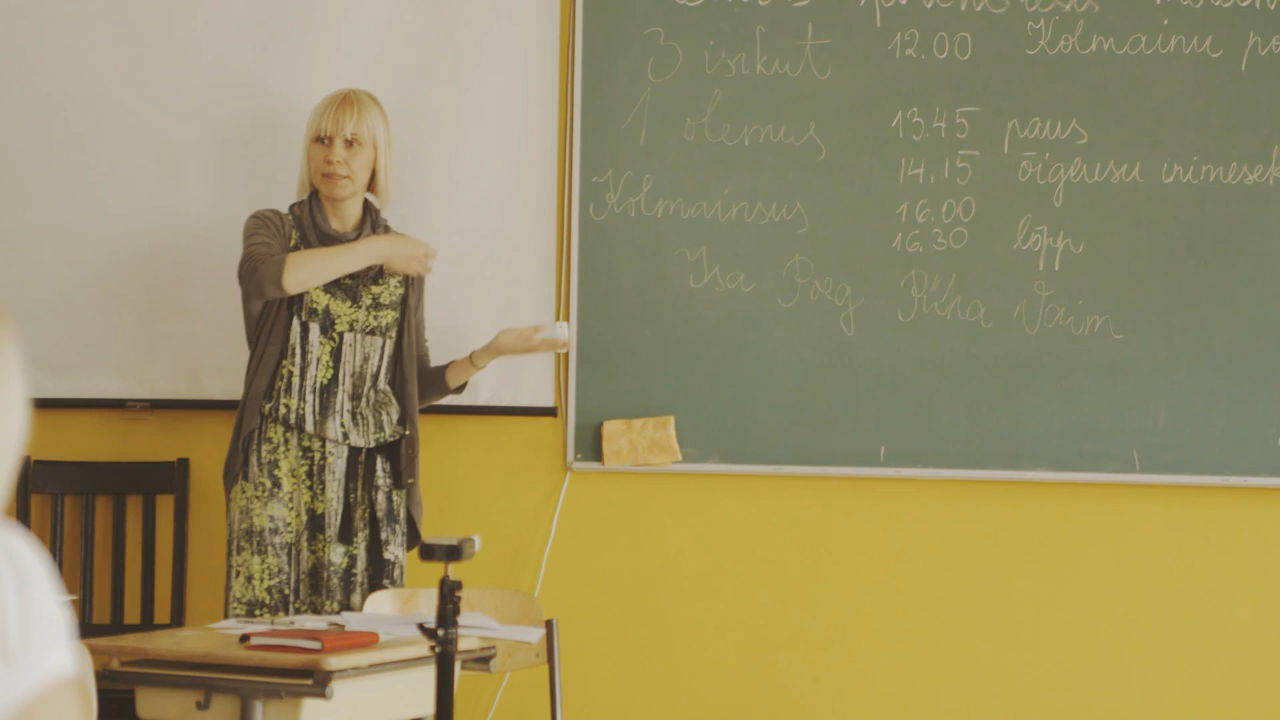 3 isikut 12.00 Kolmainu
1 olemus 13.45 paus
14.15 õigeusu inimesek
Kolmainsus 16.00
16.30 lõpp
Isa Poeg Püha Vaim